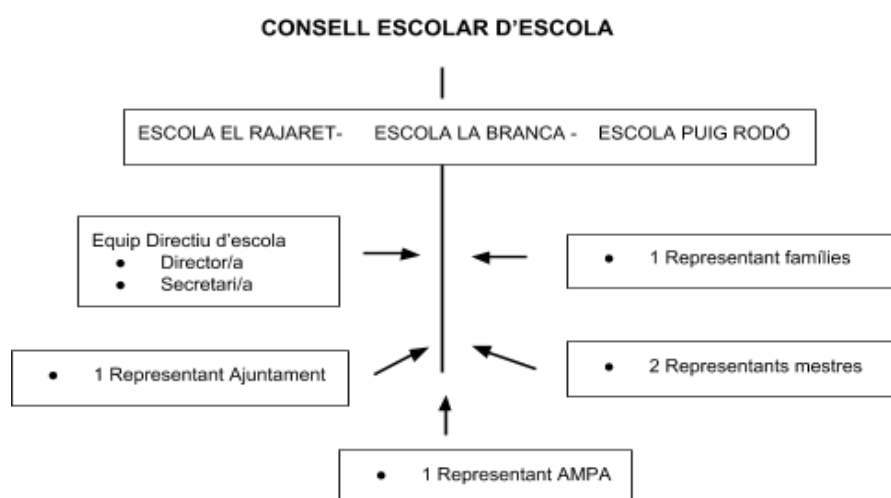 CONSELL ESCOLAR D'ESCOLA
ESCOLA EL RAJARET- ESCOLA LA BRANCA - ESCOLA PUIG RODÓ
Equip Directiu d'escola
● Director/a
● Secretari/a
● 1 Representant famílies
● 1 Representant Ajuntament
● 2 Representants mestres
● 1 Representant AMPA